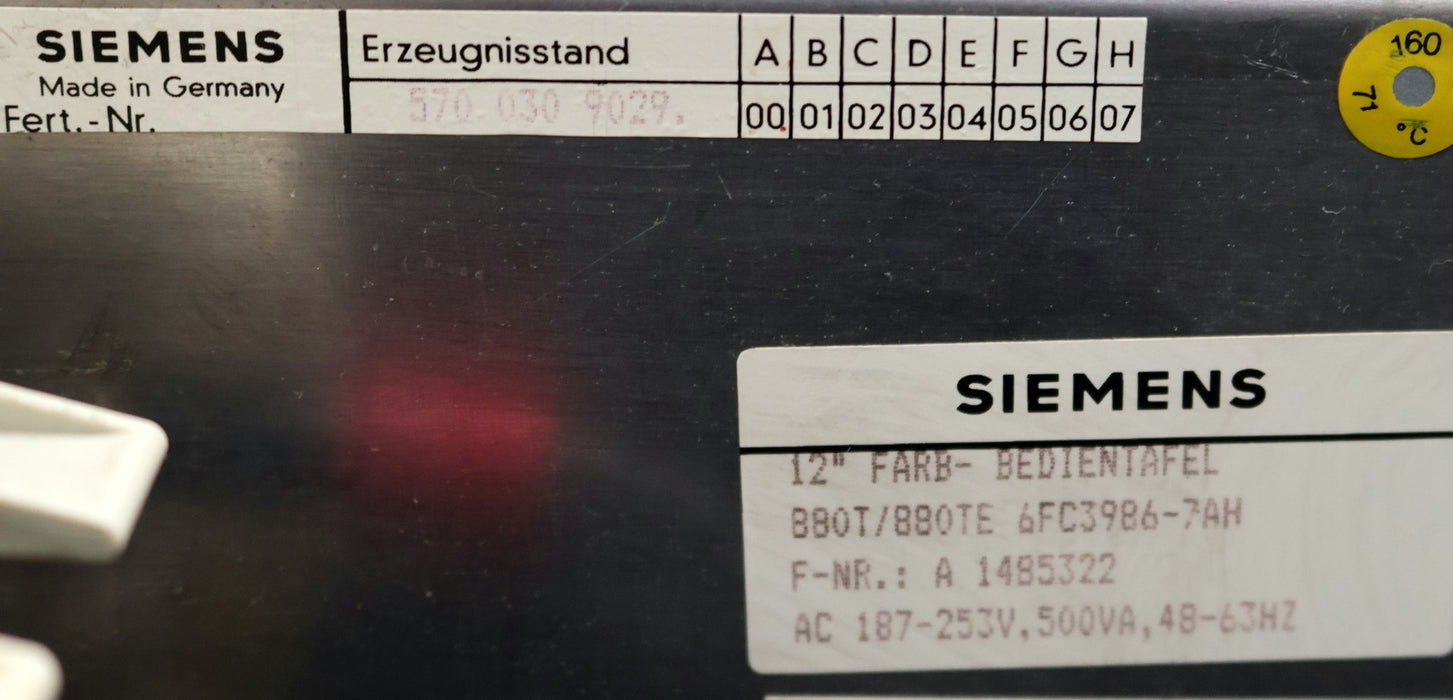 SIEMENS
Made in Germany
Fert.-Nr.
Erzeugnisstand
570 030 9029.
A B C D E F G H
00 01 02 03 04 05 06 07
160
71
°C
SIEMENS
12" FARB- BEDIENTAFEL
880T/880TE 6FC3986-7AH
F-NR.: A 1485322
AC 187-253V,500VA,48-63HZ